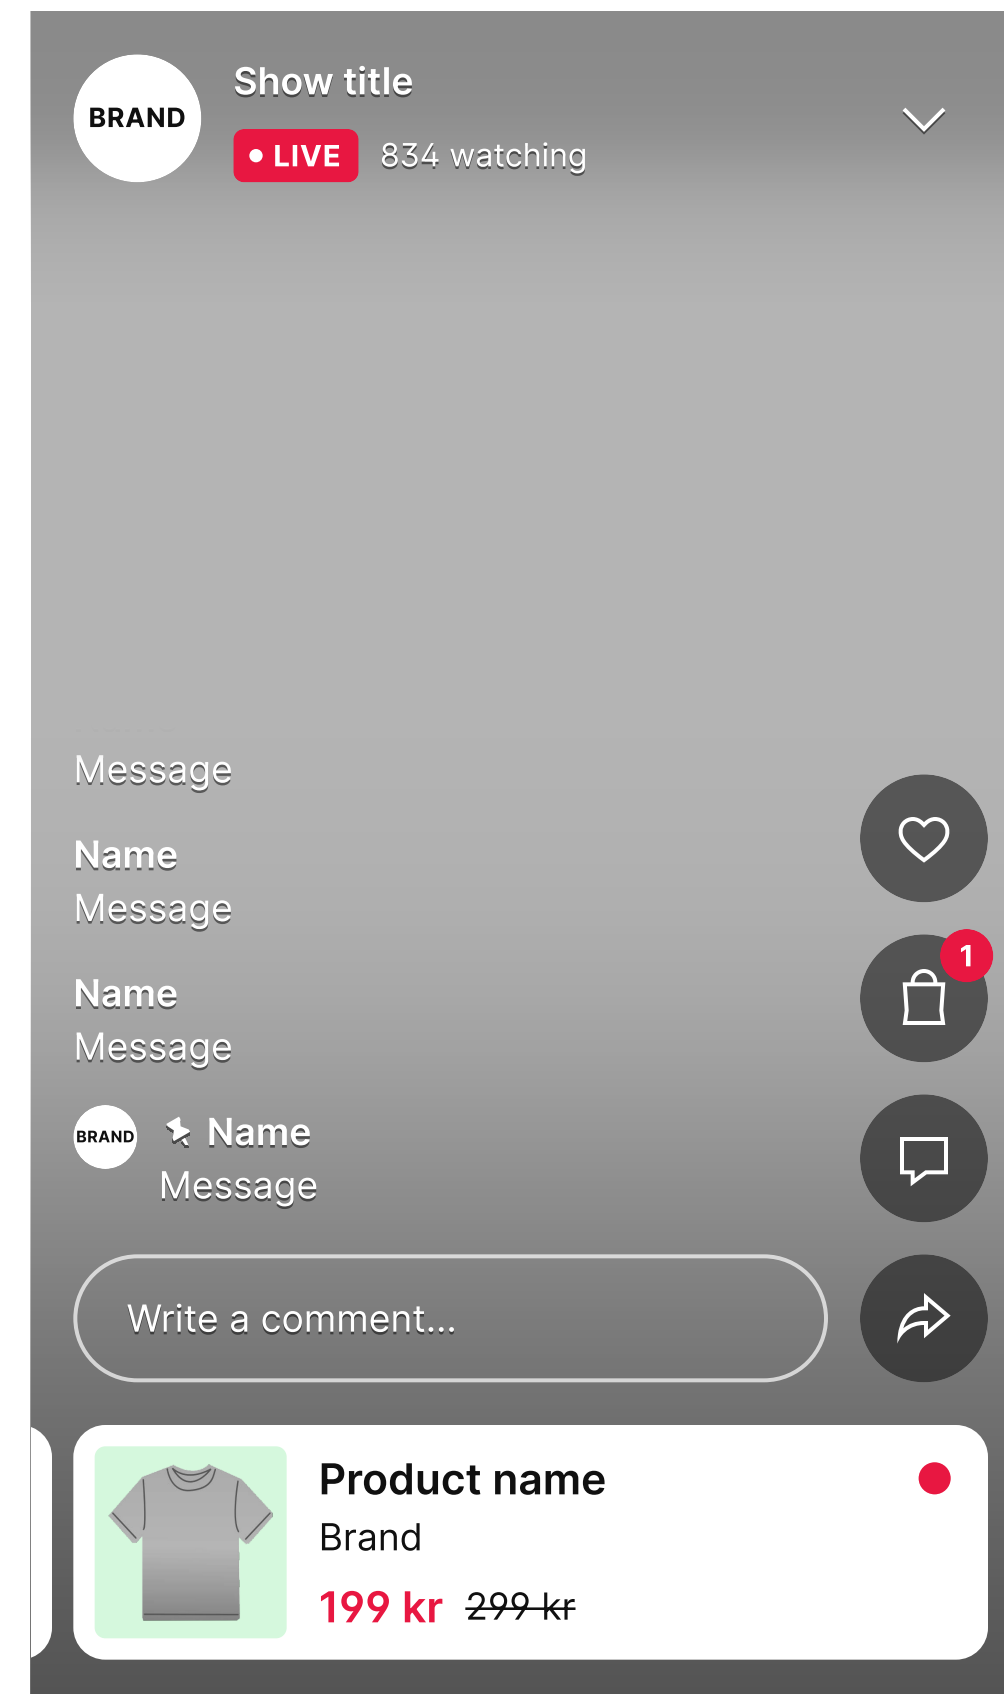 BRAND
Show title
LIVE
834 watching
Message
Name
Message
1
Name
Message
BRAND
Name
Message
Write a comment...
Product name
Brand
199 kr 299 kr